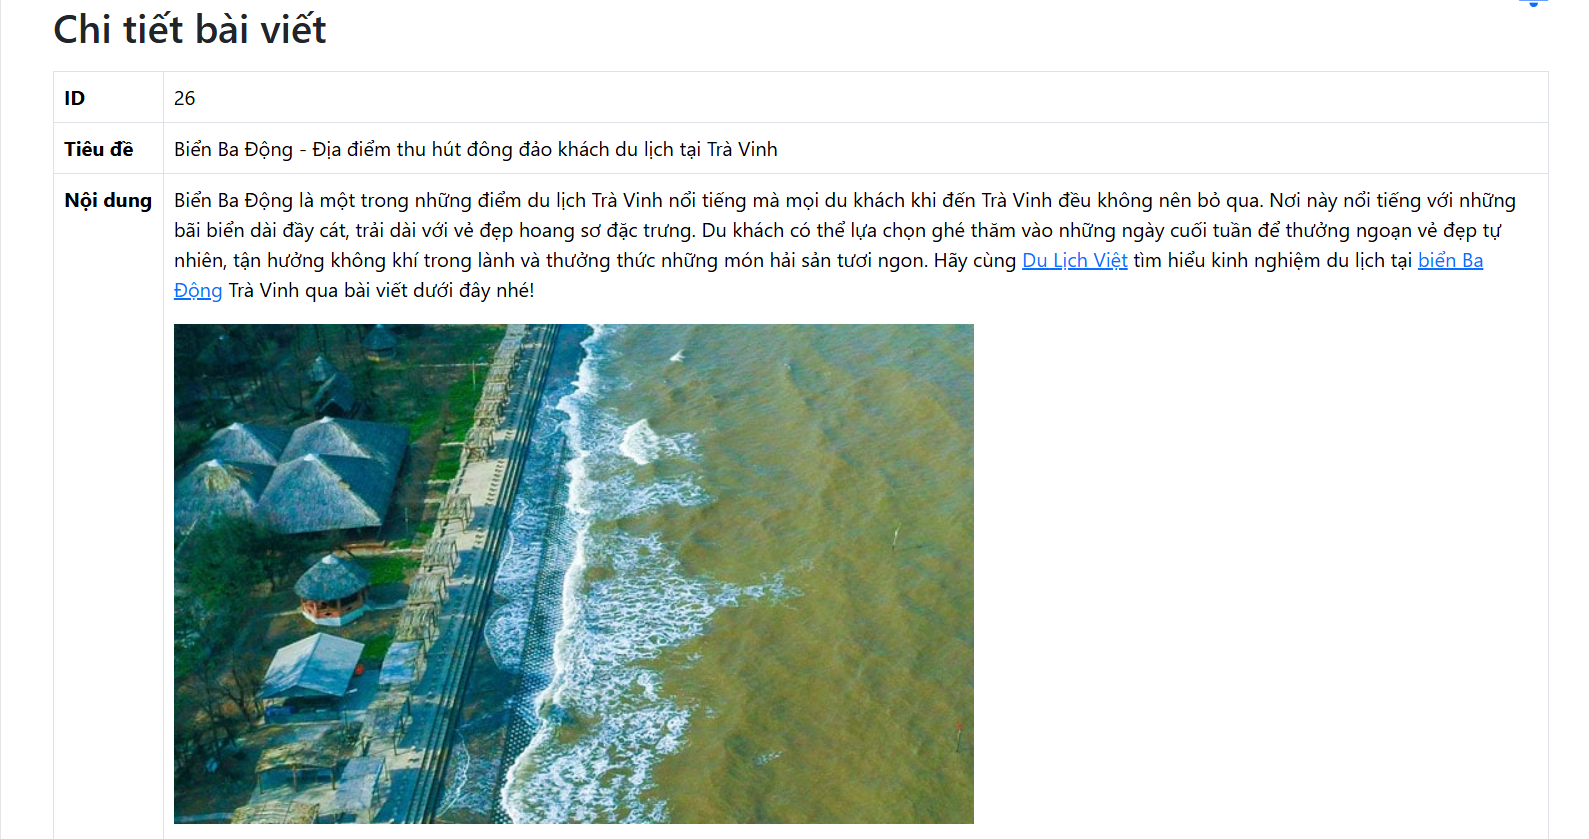 Chi tiết bài viết
ID
26
Tiêu đề
Biển Ba Động - Địa điểm thu hút đông đảo khách du lịch tại Trà Vinh
Nội dung
Biển Ba Động là một trong những điểm du lịch Trà Vinh nổi tiếng mà mọi du khách khi đến Trà Vinh đều không nên bỏ qua. Nơi này nổi tiếng với những
bãi biển dài đầy cát, trải dài với vẻ đẹp hoang sơ đặc trưng. Du khách có thể lựa chọn ghé thăm vào những ngày cuối tuần để thưởng ngoạn vẻ đẹp tự
nhiên, tận hưởng không khí trong lành và thưởng thức những món hải sản tươi ngon. Hãy cùng Du Lịch Việt tìm hiểu kinh nghiệm du lịch tại biển Ba
Động Trà Vinh qua bài viết dưới đây nhé!